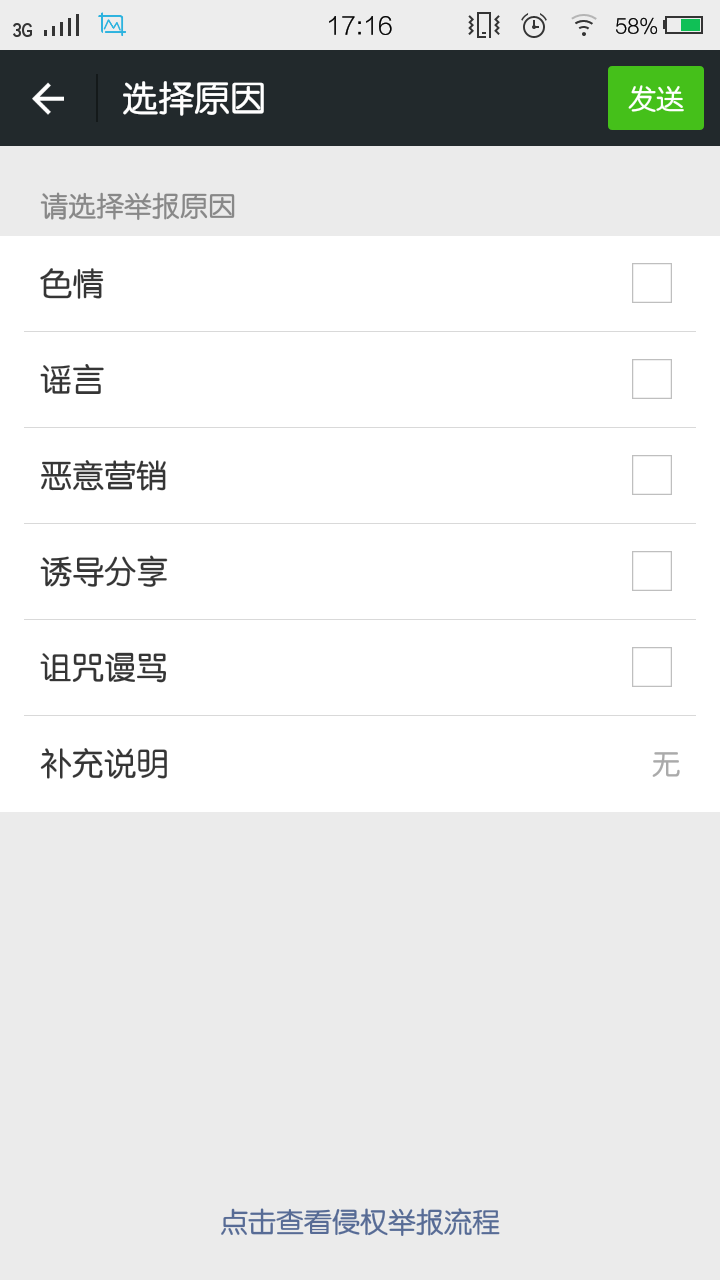 3G 17:16 58%
选择原因 发送
请选择举报原因
色情
谣言
恶意营销
诱导分享
诅咒谩骂
补充说明 无
点击查看侵权举报流程